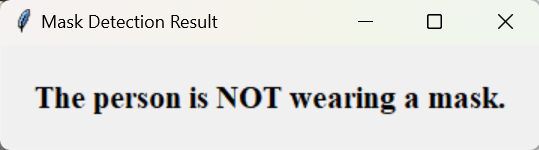 Mask Detection Result
The person is NOT wearing a mask.